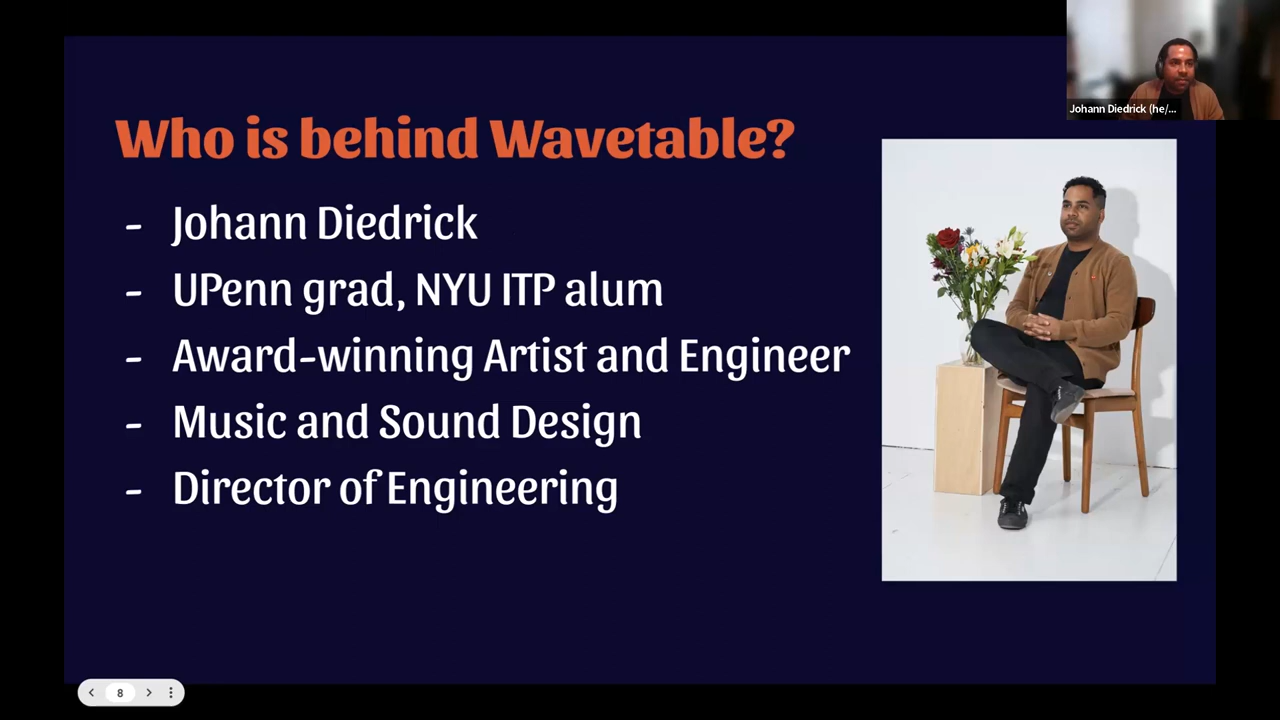 Who is behind Wavetable?
- Johann Diedrick
- UPenn grad, NYU ITP alum
- Award-winning Artist and Engineer
- Music and Sound Design
- Director of Engineering
Johann Diedrick (he/...
8